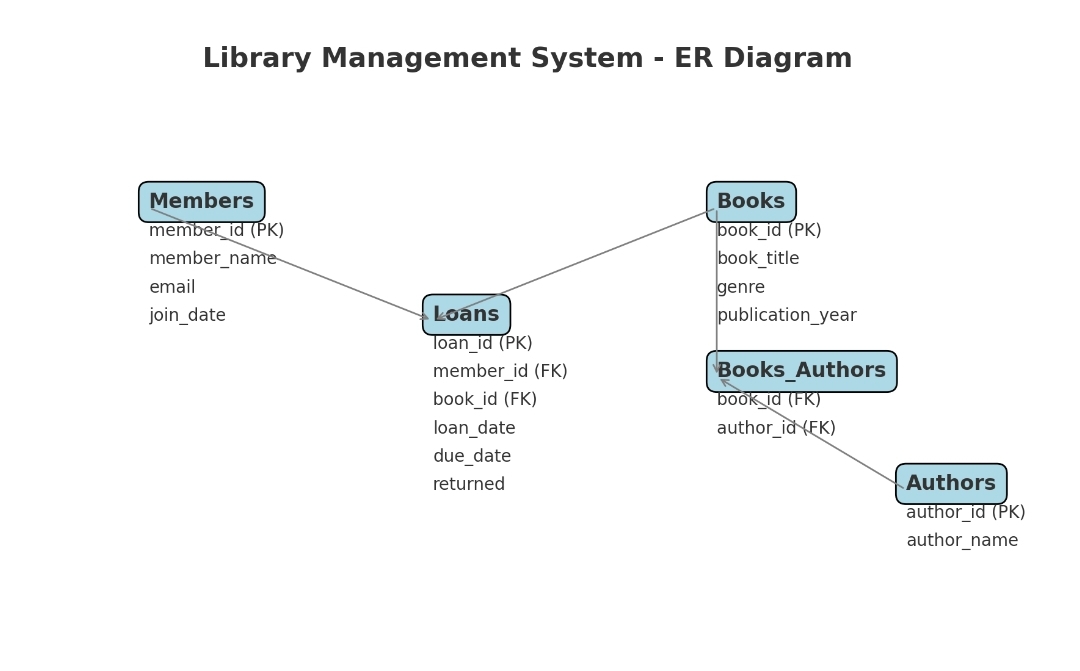 Library Management System - ER Diagram
Members
member_id (PK)
member_name
email
join_date
Loans
loan_id (PK)
member_id (FK)
book_id (FK)
loan_date
due_date
returned
Books
book_id (PK)
book_title
genre
publication_year
Books_Authors
book_id (FK)
author_id (FK)
Authors
author_id (PK)
author_name